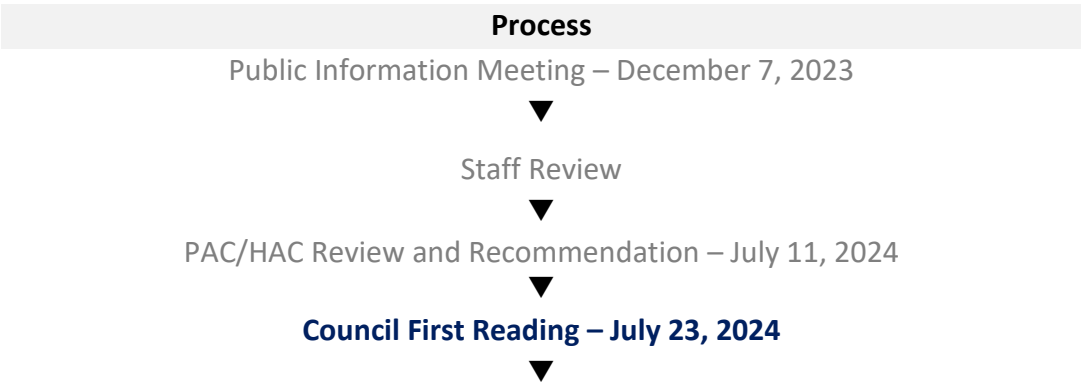 Process
Public Information Meeting – December 7, 2023
Staff Review
PAC/HAC Review and Recommendation – July 11, 2024
Council First Reading – July 23, 2024